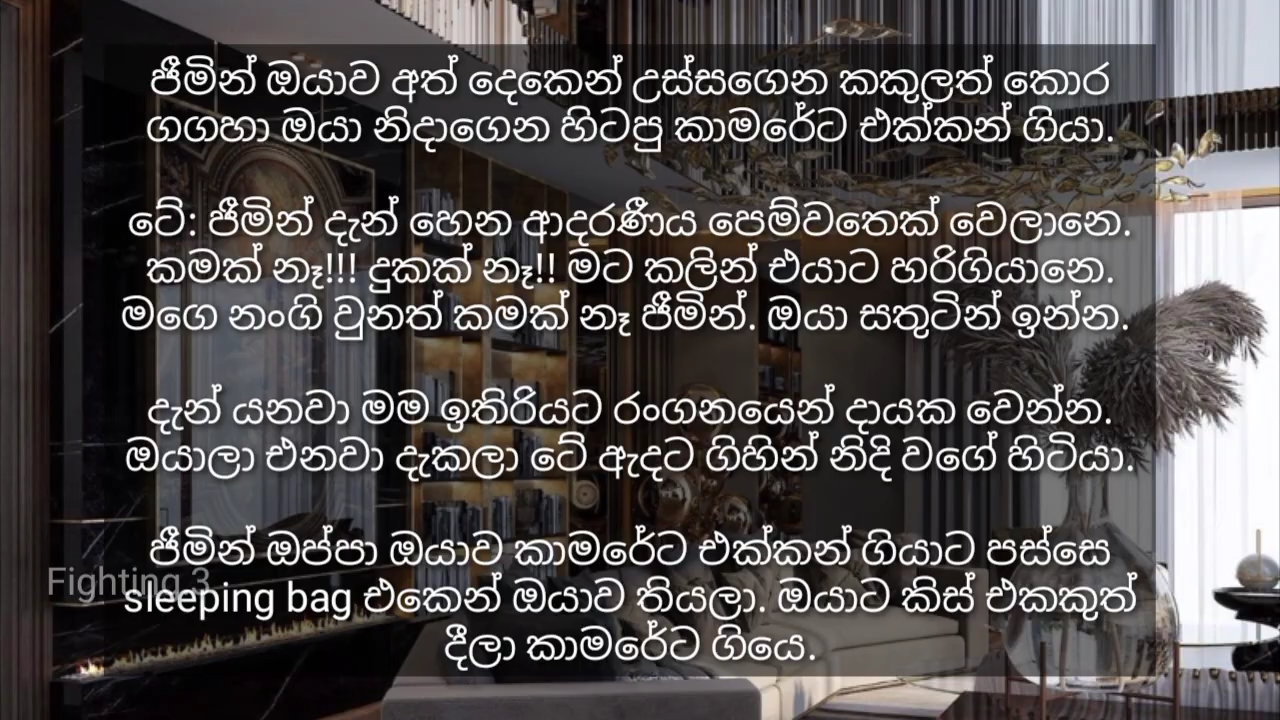 ජීමින් ඔයාව අත් දෙකෙන් උස්සගෙන කකුලත් කොර
ගගහා ඔයා නිදාගෙන හිටපු කාමරේට එක්කන් ගියා.
ටේ: ජීමින් දැන් හෙන ආදරණීය පෙම්වතෙක් වෙලානෙ.
කමක් නෑ!!! දුකක් නෑ!! මට කලින් එයාට හරිගියානෙ.
මගෙ නංගි වුනත් කමක් නෑ ජීමින්. ඔයා සතුටින් ඉන්න.
දැන් යනවා මම ඉතිරියට රංගනයෙන් දායක වෙන්න.
ඔයාලා එනවා දැකලා ටේ ඇදට ගිහින් නිදි වගේ හිටියා.
ජීමින් ඔප්පා ඔයාව කාමරේට එක්කන් ගියාට පස්සෙ
Fighting 3
sleeping bag එකෙන් ඔයාව තියලා. ඔයාට කිස් එකකුත්
දීලා කාමරේට ගියෙ.